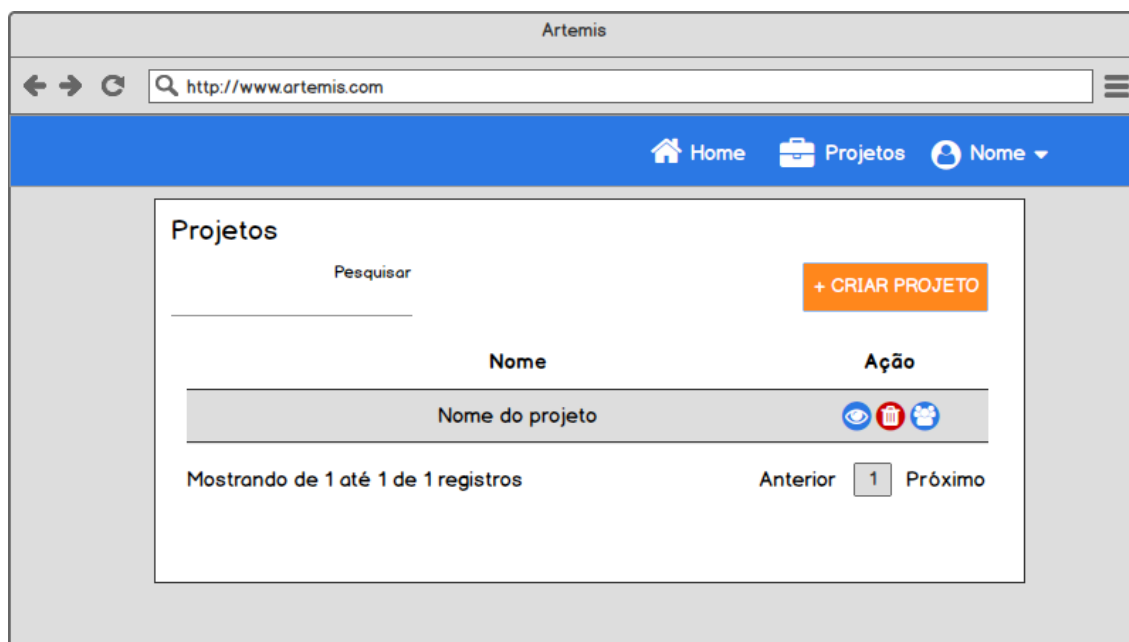 Artemis
http://www.artemis.com
Home Projetos Nome
Projetos
Pesquisar
+ CRIAR PROJETO
Nome Ação
Nome do projeto
Mostrando de 1 até 1 de 1 registros Anterior 1 Próximo